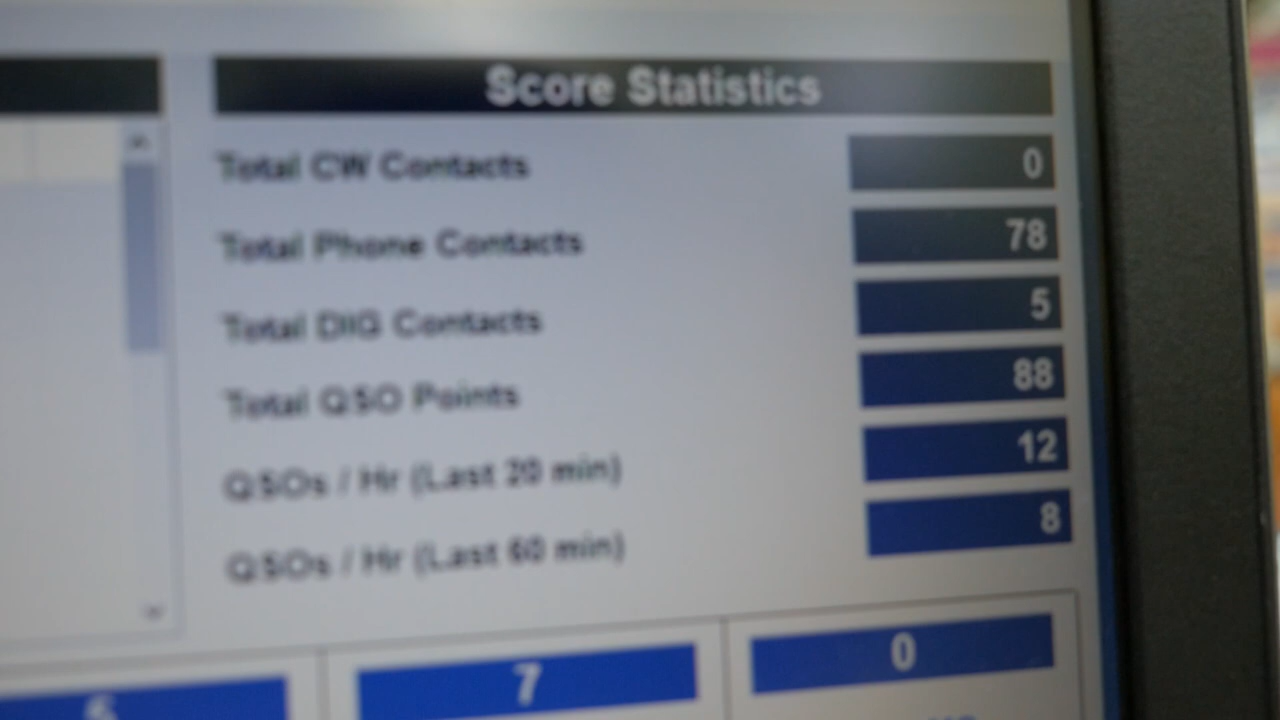 Score Statistics
Total CW Contacts 0
Total Phone Contacts 78
Total DIG Contacts 5
Total QSO Points 88
QSOs / Hr (Last 20 min) 12
QSOs / Hr (Last 60 min) 8
7 0